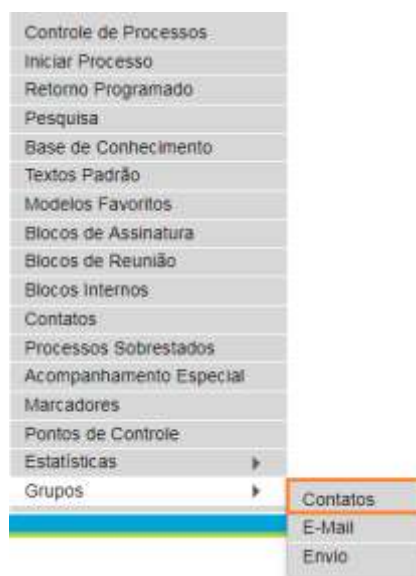 Controle de Processos
Iniciar Processo
Retorno Programado
Pesquisa
Base de Conhecimento
Textos Padrão
Modelos Favoritos
Blocos de Assinatura
Blocos de Reunião
Blocos Internos
Contatos
Processos Sobrestados
Acompanhamento Especial
Marcadores
Pontos de Controle
Estatísticas
Grupos
Contatos
E-Mail
Envio